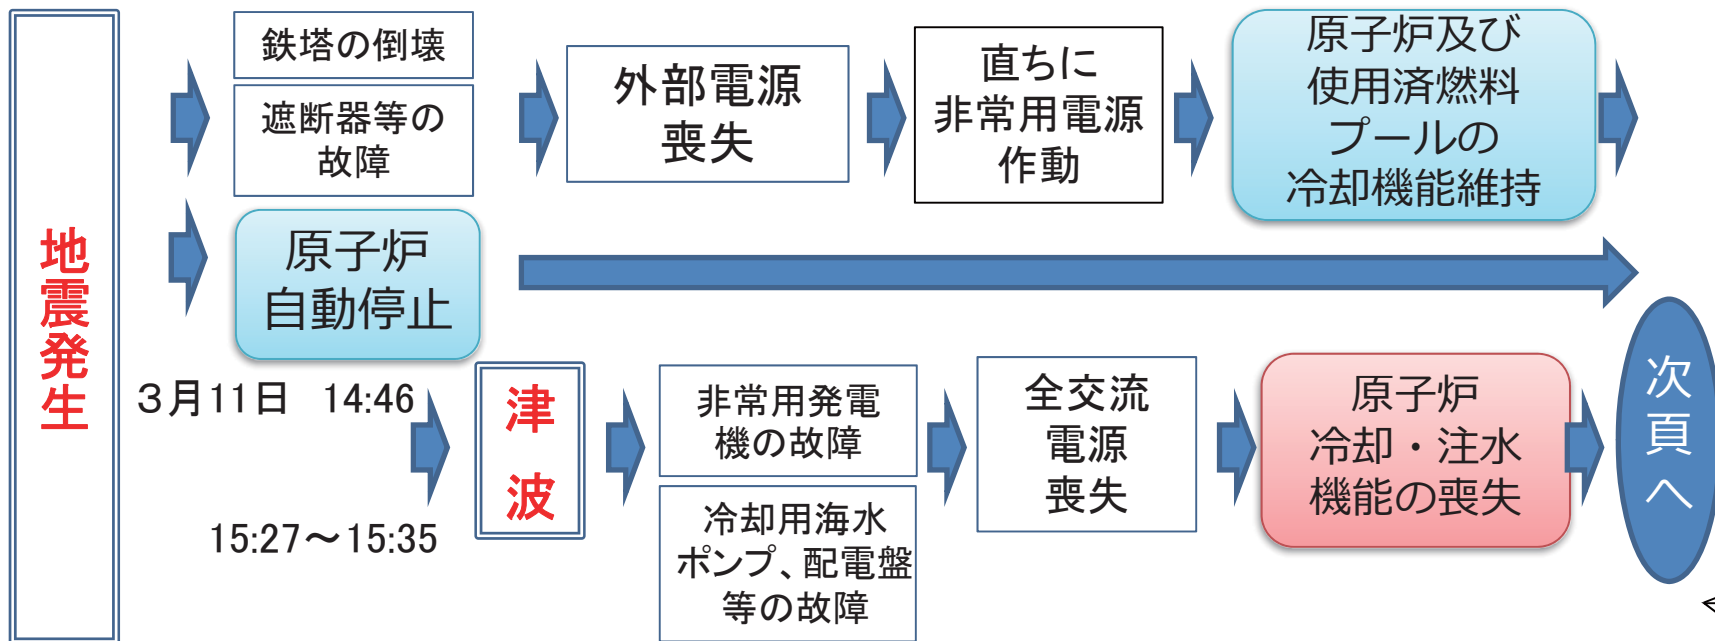 地震発生
鉄塔の倒壊
遮断器等の
故障
外部電源
喪失
直ちに
非常用電源
作動
原子炉及び
使用済燃料
プールの
冷却機能維持
原子炉
自動停止
３月11日　14:46
15:27～15:35
津波
非常用発電
機の故障
冷却用海水
ポンプ、配電盤
等の故障
全交流
電源
喪失
原子炉
冷却・注水
機能の喪失
次頁へ